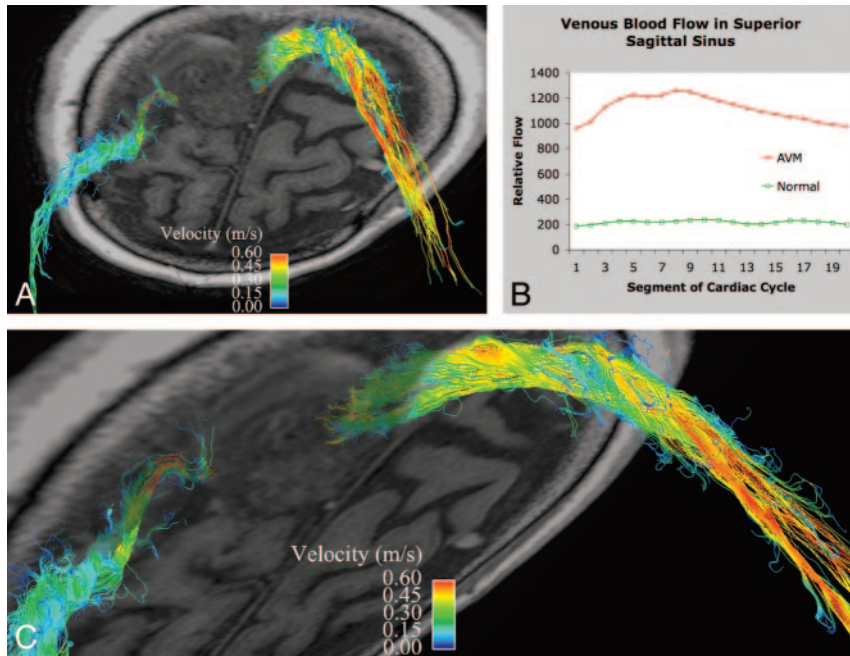 Velocity (m/s)
0.60
0.45
0.30
0.15
0.00
A
Venous Blood Flow in Superior
Sagittal Sinus
Relative Flow
1400
1200
1000
800
600
400
200
0
1 3 5 7 9 11 13 15 17 19
Segment of Cardiac Cycle
AVM
Normal
B
Velocity (m/s)
0.60
0.45
0.30
0.15
0.00
C